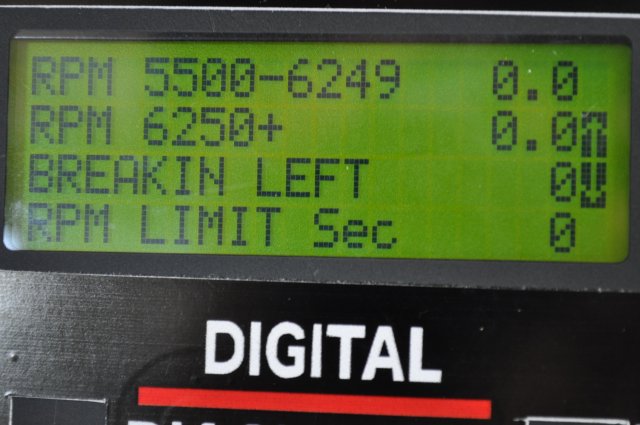 RPM 5500-6249 0.0
RPM 6250+ 0.0
BREAKIN LEFT 0
RPM LIMIT Sec 0
DIGITAL